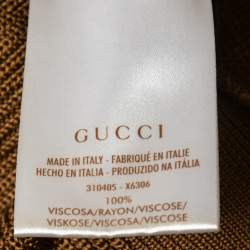 GUCCI
MADE IN ITALY - FABRIQUÉ EN ITALIE
HECHO EN ITALIA - PRODUZIDO NA ITÁLIA
310405 - X6306
100%
VISCOSA/RAYON/VISCOSE/
VISKOSE/VISCOSA/VISCOSE